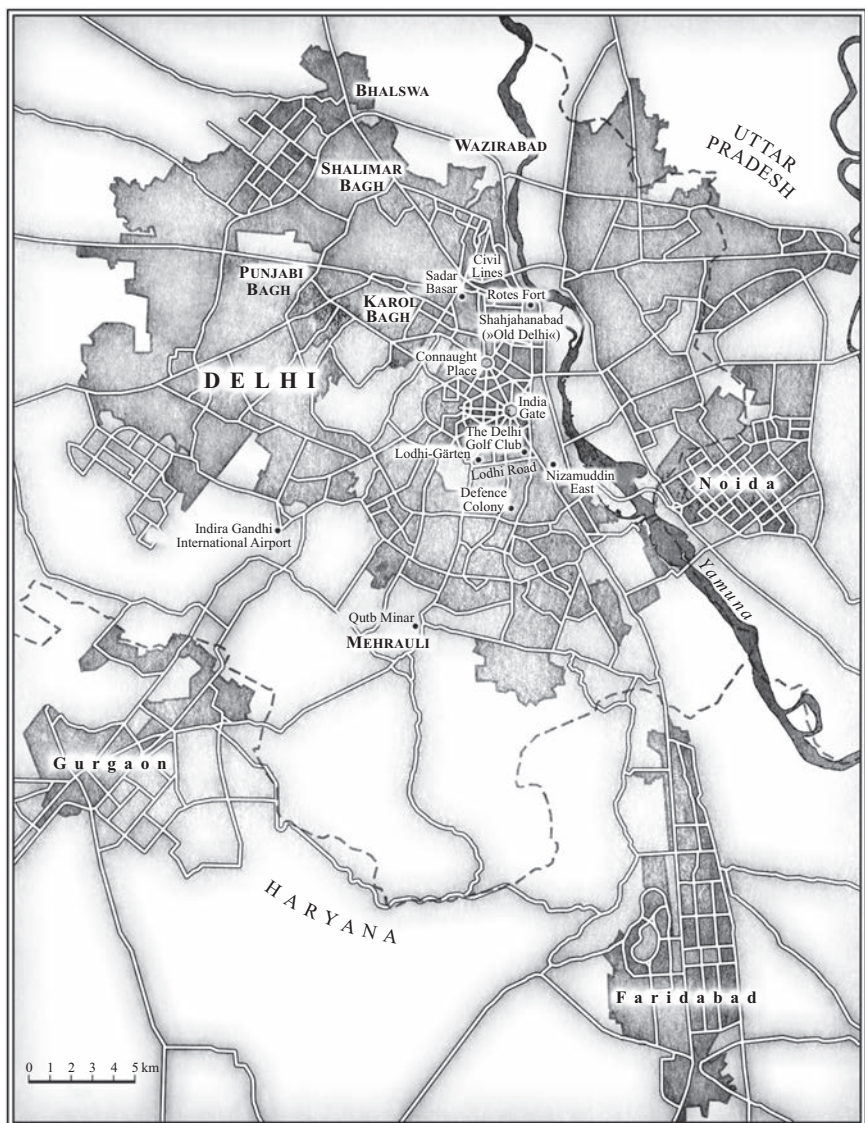 BHALSWA
WAZIRABAD
UTTAR
PRADESH
SHALIMAR
BAGH
Civil
Lines
PUNJABI
BAGH
Sadar
Basar
KAROL
BAGH
Rotes Fort
Shahjahanabad
(»Old Delhi«)
Connaught
Place
DELHI
India
Gate
The Delhi
Golf Club
Lodhi-Gärten
Lodhi Road
Nizamuddin
East
Noida
Defence
Colony
Indira Gandhi
International Airport
Yamuna
Qutb Minar
MEHRAULI
Gurgaon
HARYANA
Faridabad
0 1 2 3 4 5 km